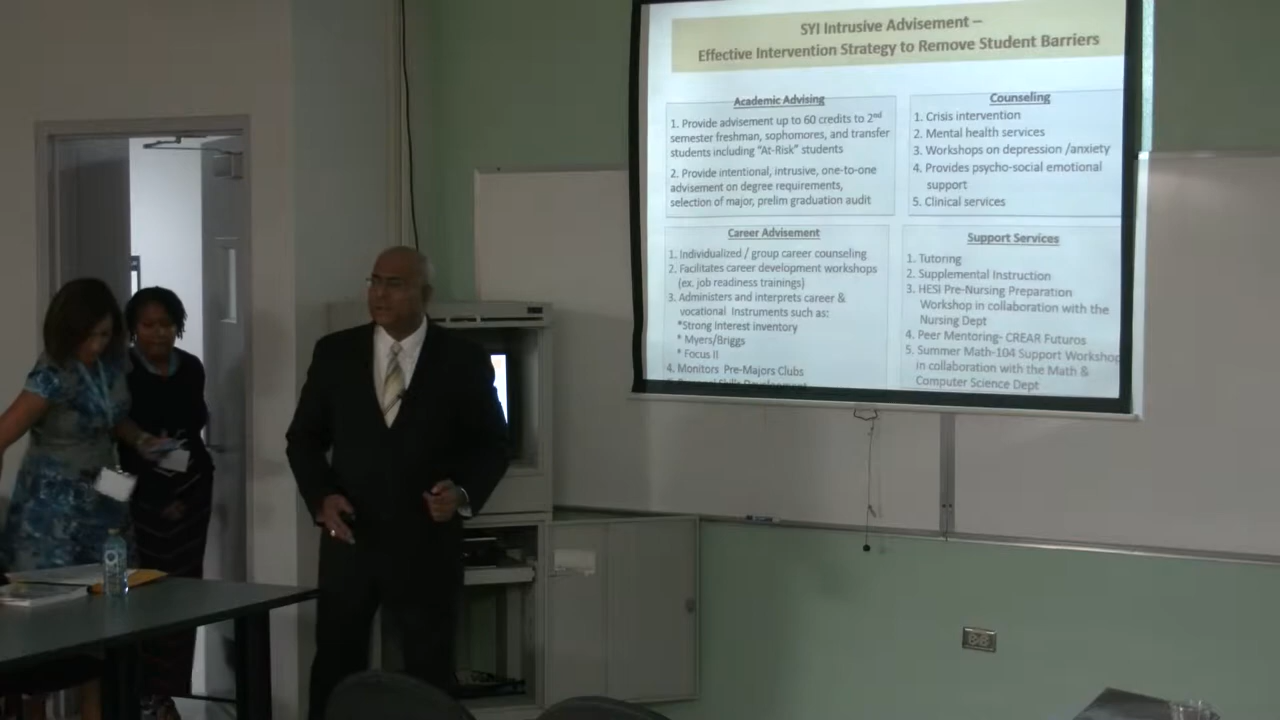 SYI Intrusive Advisement –
Effective Intervention Strategy to Remove Student Barriers
Academic Advising
1. Provide advisement up to 60 credits to 2nd
semester freshman, sophomores, and transfer
students including "At-Risk" students
2. Provide intentional, intrusive, one-to-one
advisement on degree requirements,
selection of major, prelim graduation audit
Counseling
1. Crisis intervention
2. Mental health services
3. Workshops on depression /anxiety
4. Provides psycho-social emotional
support
5. Clinical services
Career Advisement
1. Individualized / group career counseling
2. Facilitates career development workshops
(ex. job readiness trainings)
3. Administers and interprets career &
vocational Instruments such as:
*Strong Interest inventory
* Myers/Briggs
* Focus II
4. Monitors Pre-Majors Clubs
Support Services
1. Tutoring
2. Supplemental Instruction
3. HESI Pre-Nursing Preparation
Workshop in collaboration with the
Nursing Dept
4. Peer Mentoring- CREAR Futuros
5. Summer Math-104 Support Workshop
in collaboration with the Math &
Computer Science Dept